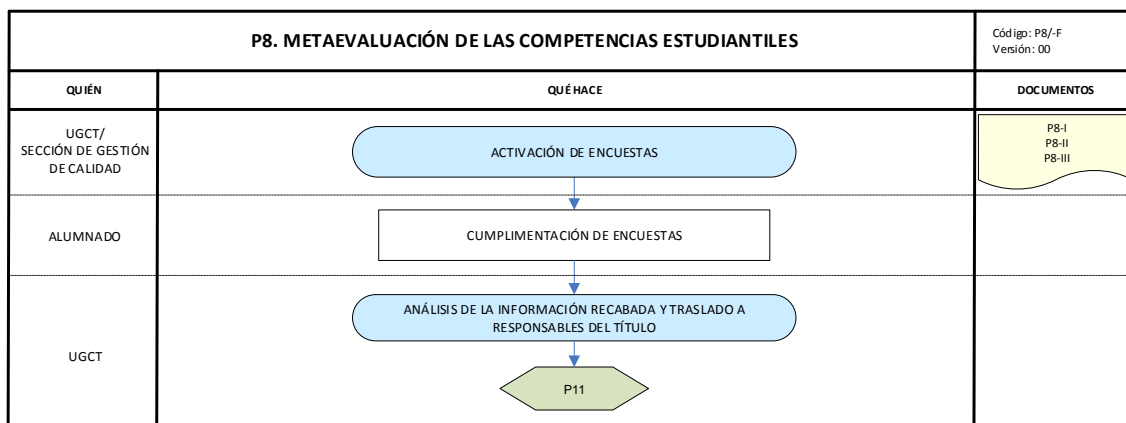 P8. METAEVALUACIÓN DE LAS COMPETENCIAS ESTUDIANTILES
Código: P8/-F
Versión: 00
QUIÉN
QUÉ HACE
DOCUMENTOS
UGCT/
SECCIÓN DE GESTIÓN
DE CALIDAD
ACTIVACIÓN DE ENCUESTAS
P8-I
P8-II
P8-III
ALUMNADO
CUMPLIMENTACIÓN DE ENCUESTAS
UGCT
ANÁLISIS DE LA INFORMACIÓN RECABADA Y TRASLADO A
RESPONSABLES DEL TÍTULO
P11